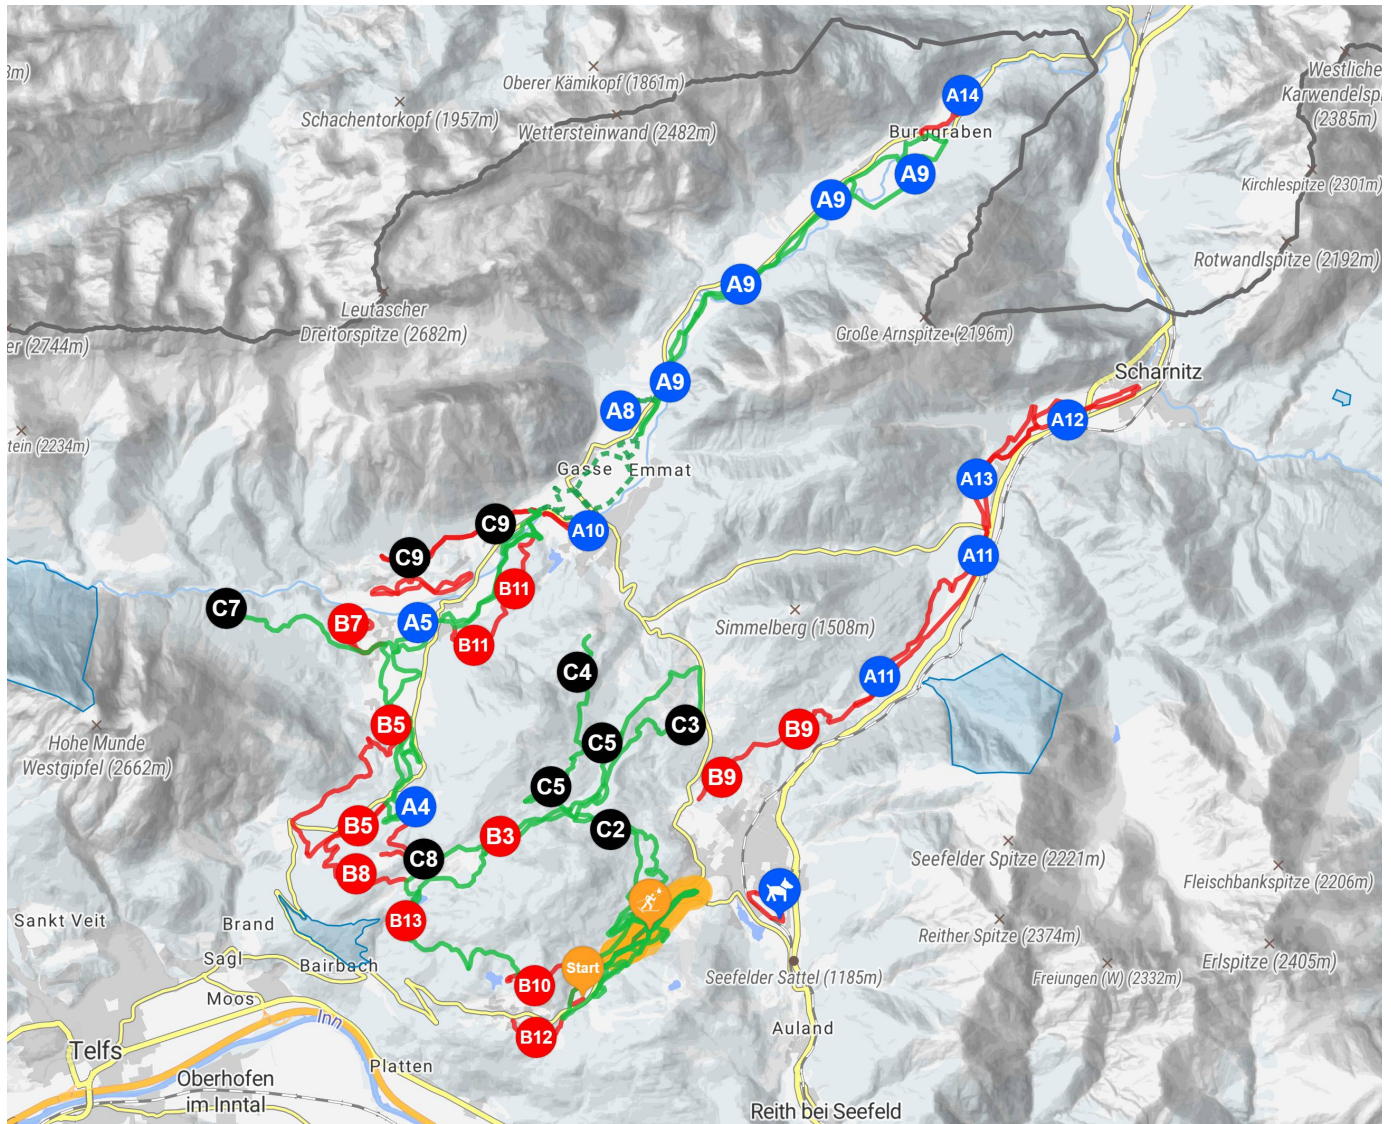 A14
Westliche
Karwendelsp
(2385m)
3m)
Oberer Kämikopf (1861m)
Schachentorkopf (1957m)
Wettersteinwand (2482m)
Burggraben
A9
A9
Kirchlespitze (2301m)
Rotwandlspitze (2192m)
A9
Leutascher
Dreitorspitze (2682m)
er (2744m)
Große Arnspitze (2196m)
Scharnitz
A9
A8
A12
tein (2234m)
Gasse
Emmat
A13
C9
A10
C9
A11
B11
C7
B7
A5
B11
Simmelberg (1508m)
C4
A11
B5
C3
B9
C5
Hohe Munde
Westgipfel (2662m)
B9
C5
A4
B5
C2
B3
C8
B8
Seefelder Spitze (2221m)
Fleischbankspitze (2206m)
Sankt Veit
Brand
B13
Reither Spitze (2374m)
Sagl
Bairbach
Start
Erlspitze (2405m)
Seefelder Sattel (1185m)
Freiungen (W) (2332m)
B10
Moos
Inn
Auland
B12
Telfs
Platten
Oberhofen
im Inntal
Reith bei Seefeld